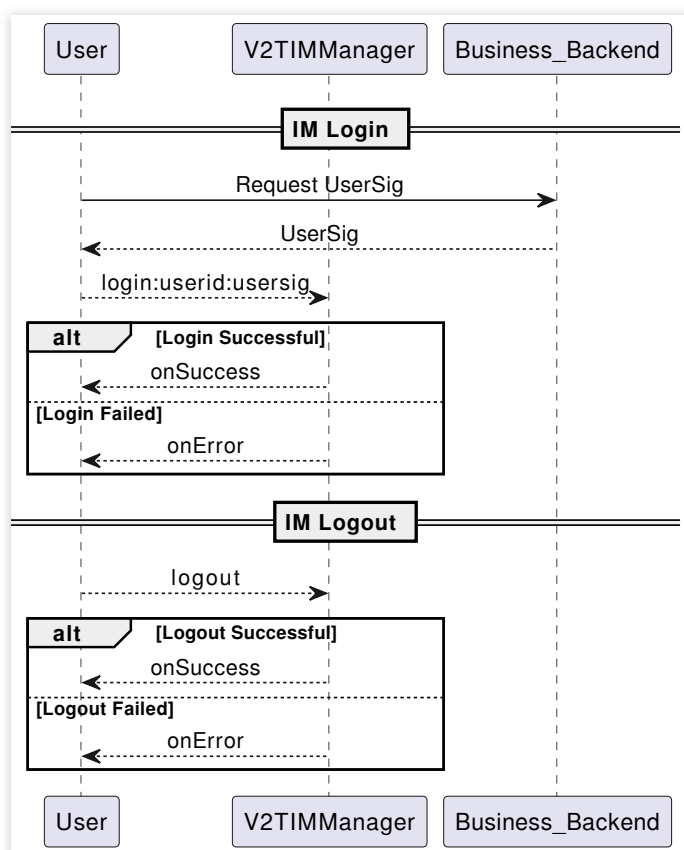 User V2TIMManager Business_Backend
IM Login
Request UserSig
UserSig
login:userid:usersig
alt [Login Successful]
onSuccess
[Login Failed]
onError
IM Logout
logout
alt [Logout Successful]
onSuccess
[Logout Failed]
onError
User V2TIMManager Business_Backend